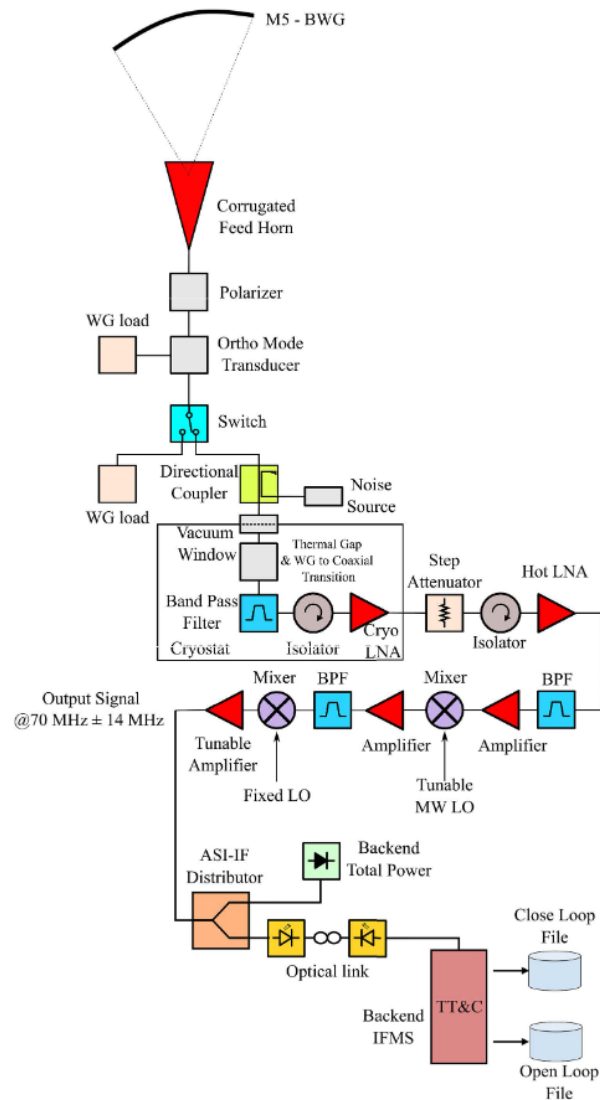 M5 - BWG
Corrugated
Feed Horn
Polarizer
WG load
Ortho Mode
Transducer
Switch
Directional
Coupler
Noise
Source
WG load
Vacuum
Window
Thermal Gap
& WG to Coaxial
Transition
Step
Attenuator
Hot LNA
Band Pass
Filter
Isolator
Cryo
LNA
Isolator
Cryostat
Output Signal
@70 MHz ± 14 MHz
Mixer
BPF
Mixer
BPF
Tunable
Amplifier
Amplifier
Amplifier
Fixed LO
Tunable
MW LO
ASI-IF
Distributor
Backend
Total Power
Optical link
Close Loop
File
TT&C
Backend
IFMS
Open Loop
File